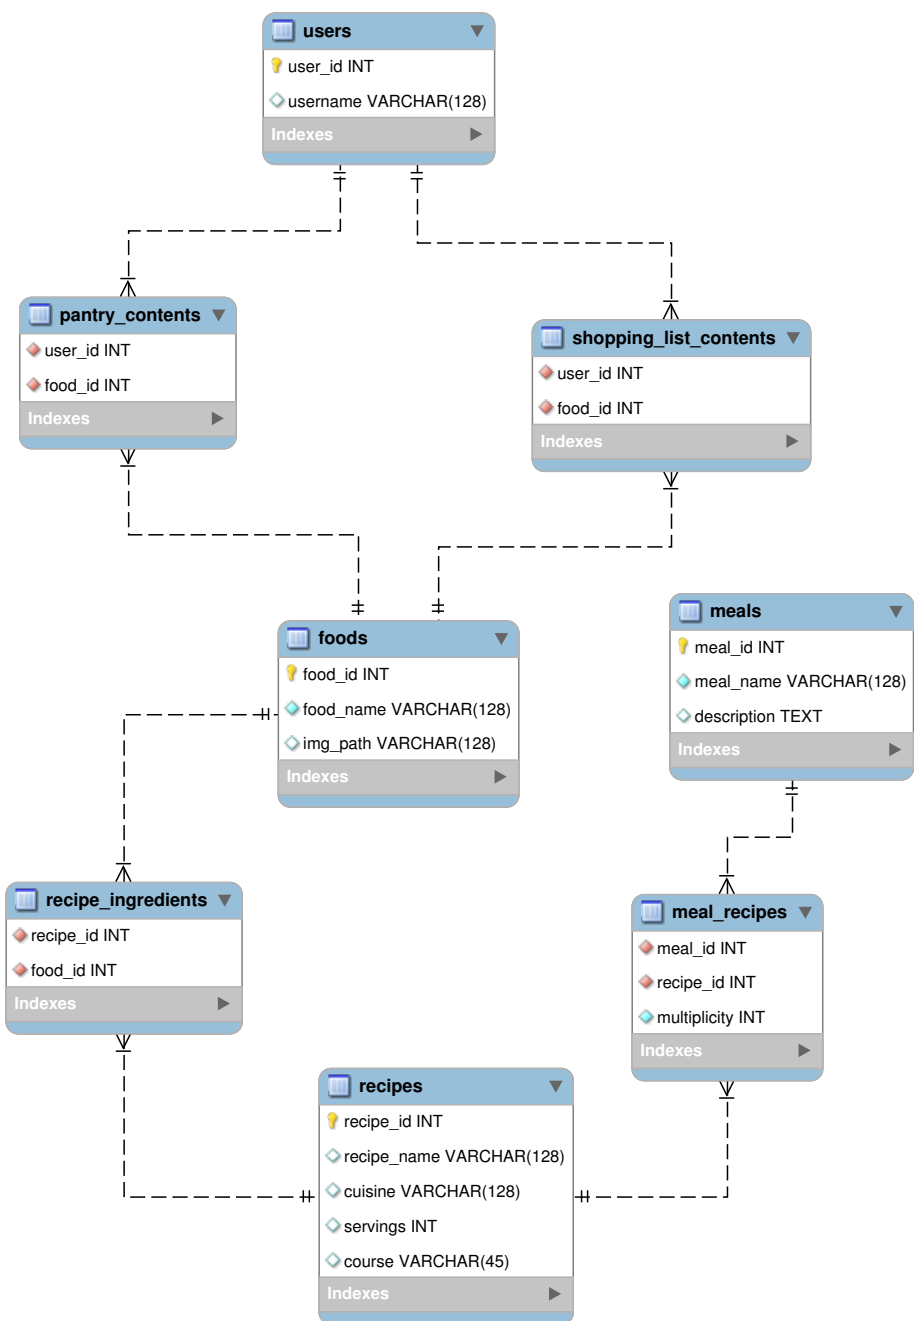 users
user_id INT
username VARCHAR(128)
Indexes
pantry_contents
user_id INT
food_id INT
Indexes
shopping_list_contents
user_id INT
food_id INT
Indexes
foods
food_id INT
food_name VARCHAR(128)
img_path VARCHAR(128)
Indexes
meals
meal_id INT
meal_name VARCHAR(128)
description TEXT
Indexes
recipe_ingredients
recipe_id INT
food_id INT
Indexes
meal_recipes
meal_id INT
recipe_id INT
multiplicity INT
Indexes
recipes
recipe_id INT
recipe_name VARCHAR(128)
cuisine VARCHAR(128)
servings INT
course VARCHAR(45)
Indexes